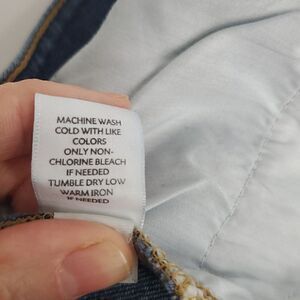 MACHINE WASH
COLD WITH LIKE
COLORS
ONLY NON-
CHLORINE BLEACH
IF NEEDED
TUMBLE DRY LOW
WARM IRON
IF NEEDED